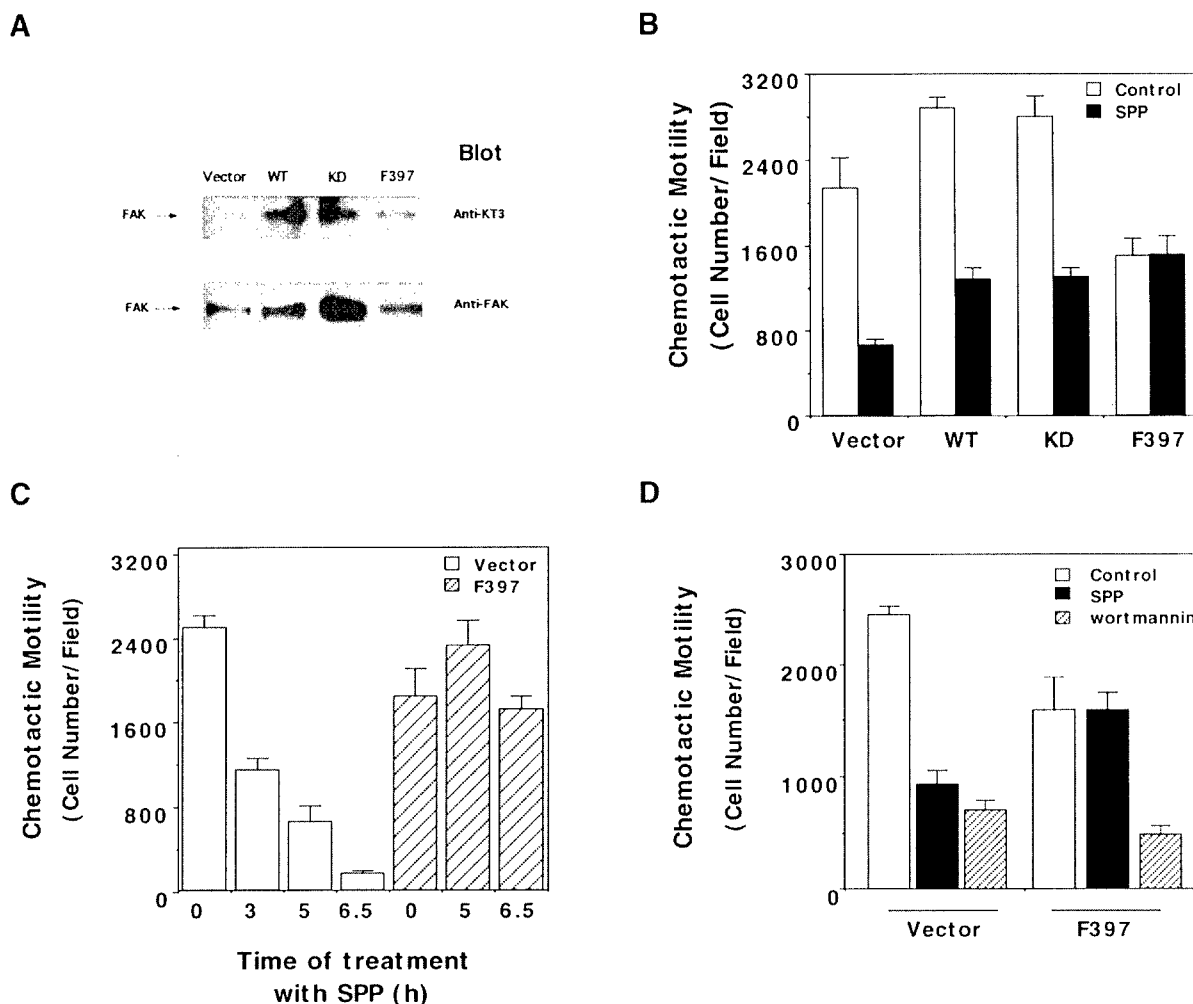 A
Blot
Vector WT KD F397
FAK Anti-KT3
FAK Anti-FAK
B
Chemotactic Motility
(Cell Number/ Field)
3200
2400
1600
800
0
Control
SPP
Vector WT KD F397
C
Chemotactic Motility
(Cell Number/ Field)
3200
2400
1600
800
0
Vector
F397
0 3 5 6.5 0 5 6.5
Time of treatment
with SPP (h)
D
Chemotactic Motility
(Cell Number/ Field)
3000
2000
1000
0
Control
SPP
wortmannin
Vector F397